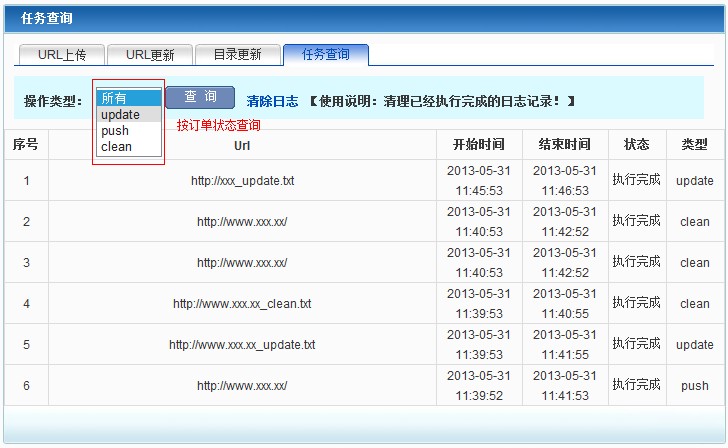 任务查询
URL上传 URL更新 目录更新 任务查询
操作类型： 所有 查 询 清除日志 【使用说明：清理已经执行完成的日志记录！】
update
push
clean
按订单状态查询
序号 Url 开始时间 结束时间 状态 类型
1 http://xxx_update.txt 2013-05-31 11:45:53 2013-05-31 11:46:53 执行完成 update
2 http://www.xxx.xx/ 2013-05-31 11:40:53 2013-05-31 11:42:52 执行完成 clean
3 http://www.xxx.xx/ 2013-05-31 11:40:53 2013-05-31 11:42:52 执行完成 clean
4 http://www.xxx.xx_clean.txt 2013-05-31 11:39:53 2013-05-31 11:40:55 执行完成 clean
5 http://www.xxx.xx_update.txt 2013-05-31 11:39:53 2013-05-31 11:41:55 执行完成 update
6 http://www.xxx.xx/ 2013-05-31 11:39:52 2013-05-31 11:41:53 执行完成 push